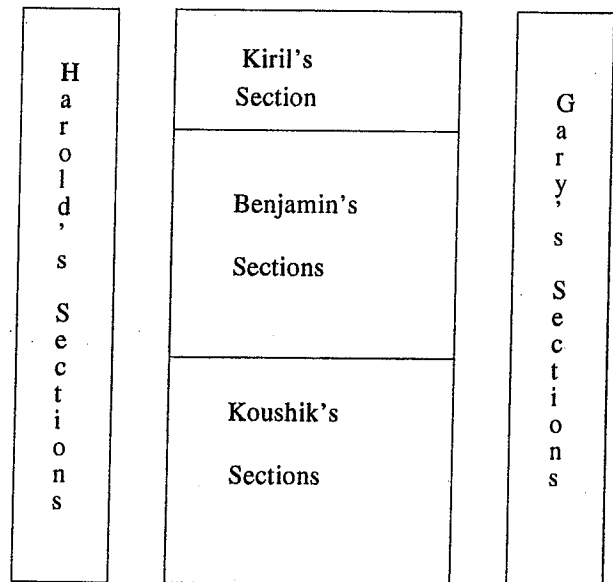 Harold's Sections
Kiril's
Section
Benjamin's
Sections
Koushik's
Sections
Gary's Sections